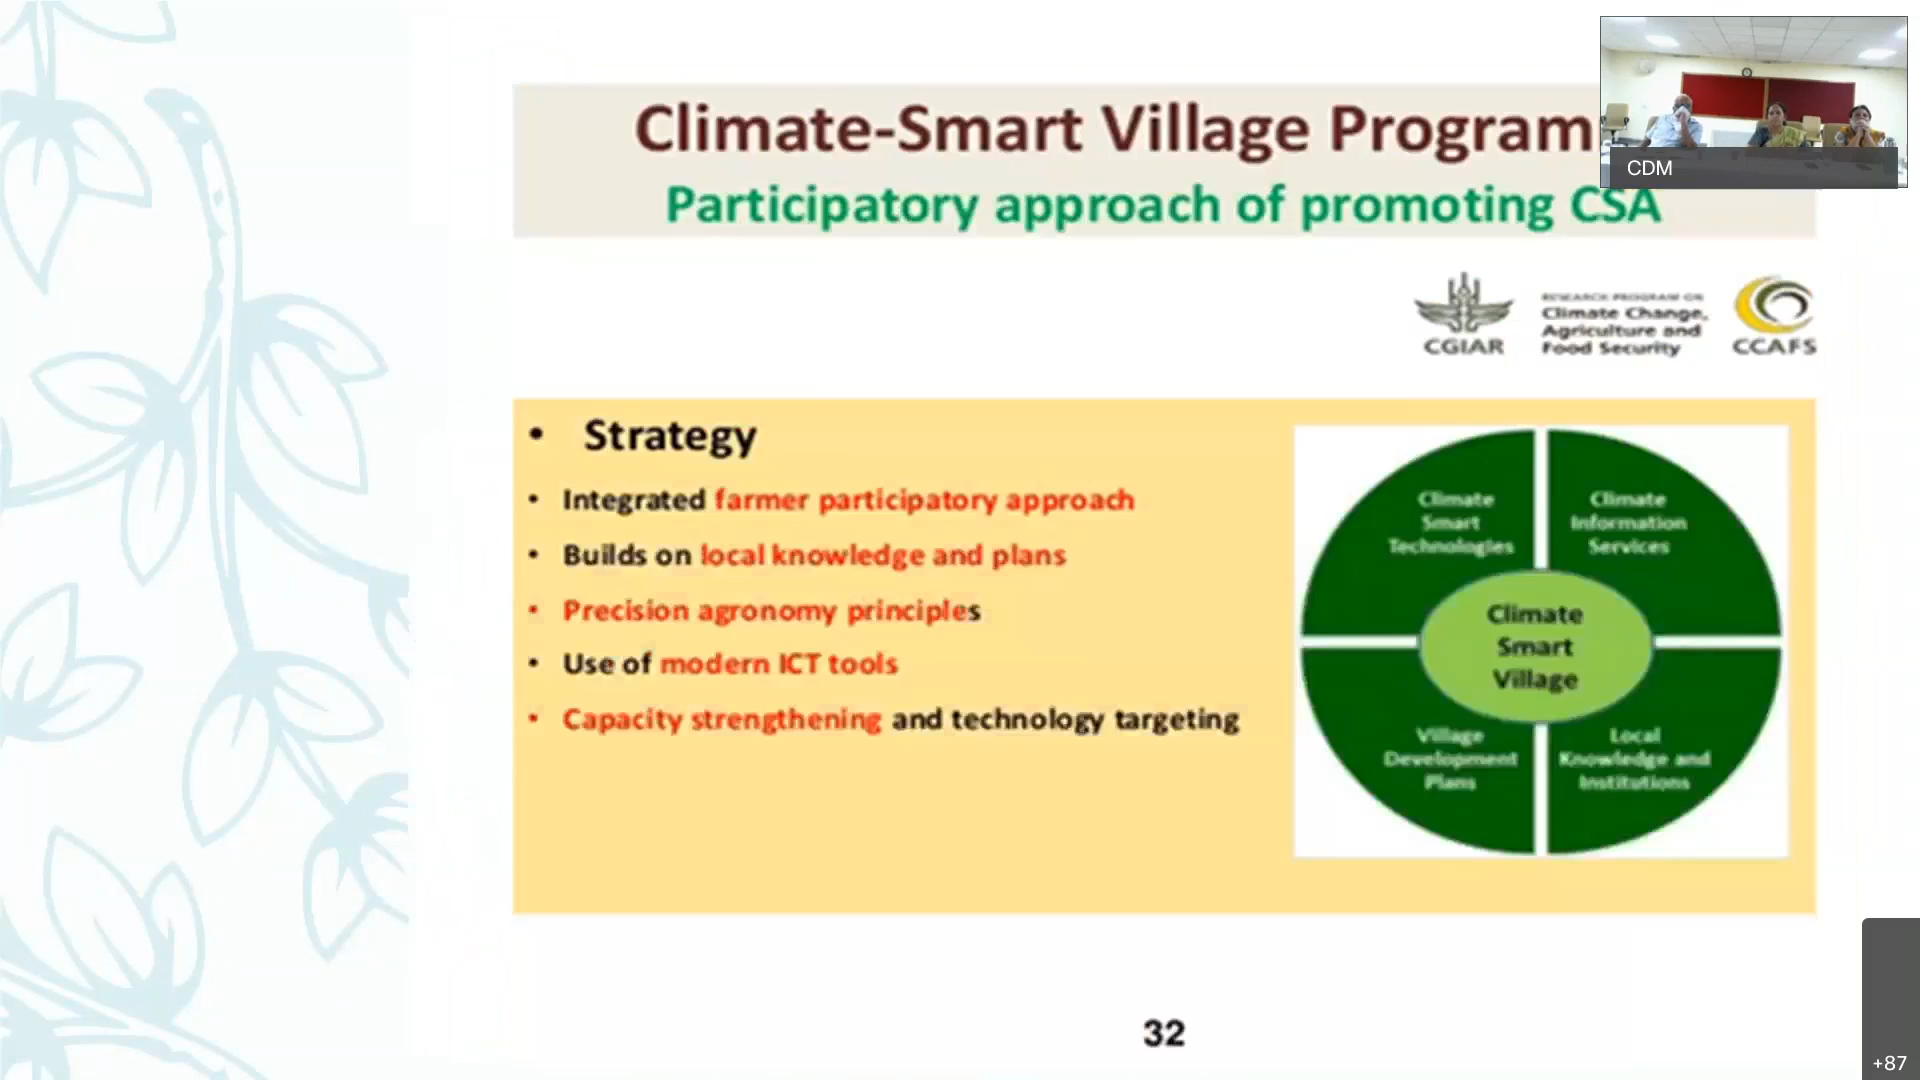 Climate-Smart Village Program
Participatory approach of promoting CSA
CDM
CGIAR
RESEARCH PROGRAM ON
Climate Change,
Agriculture and
Food Security
CCAFS
• Strategy
• Integrated farmer participatory approach
• Builds on local knowledge and plans
• Precision agronomy principles
• Use of modern ICT tools
• Capacity strengthening and technology targeting
Climate
Smart
Technologies
Climate
Information
Services
Climate
Smart
Village
Village
Development
Plans
Local
Knowledge and
Institutions
32
+87